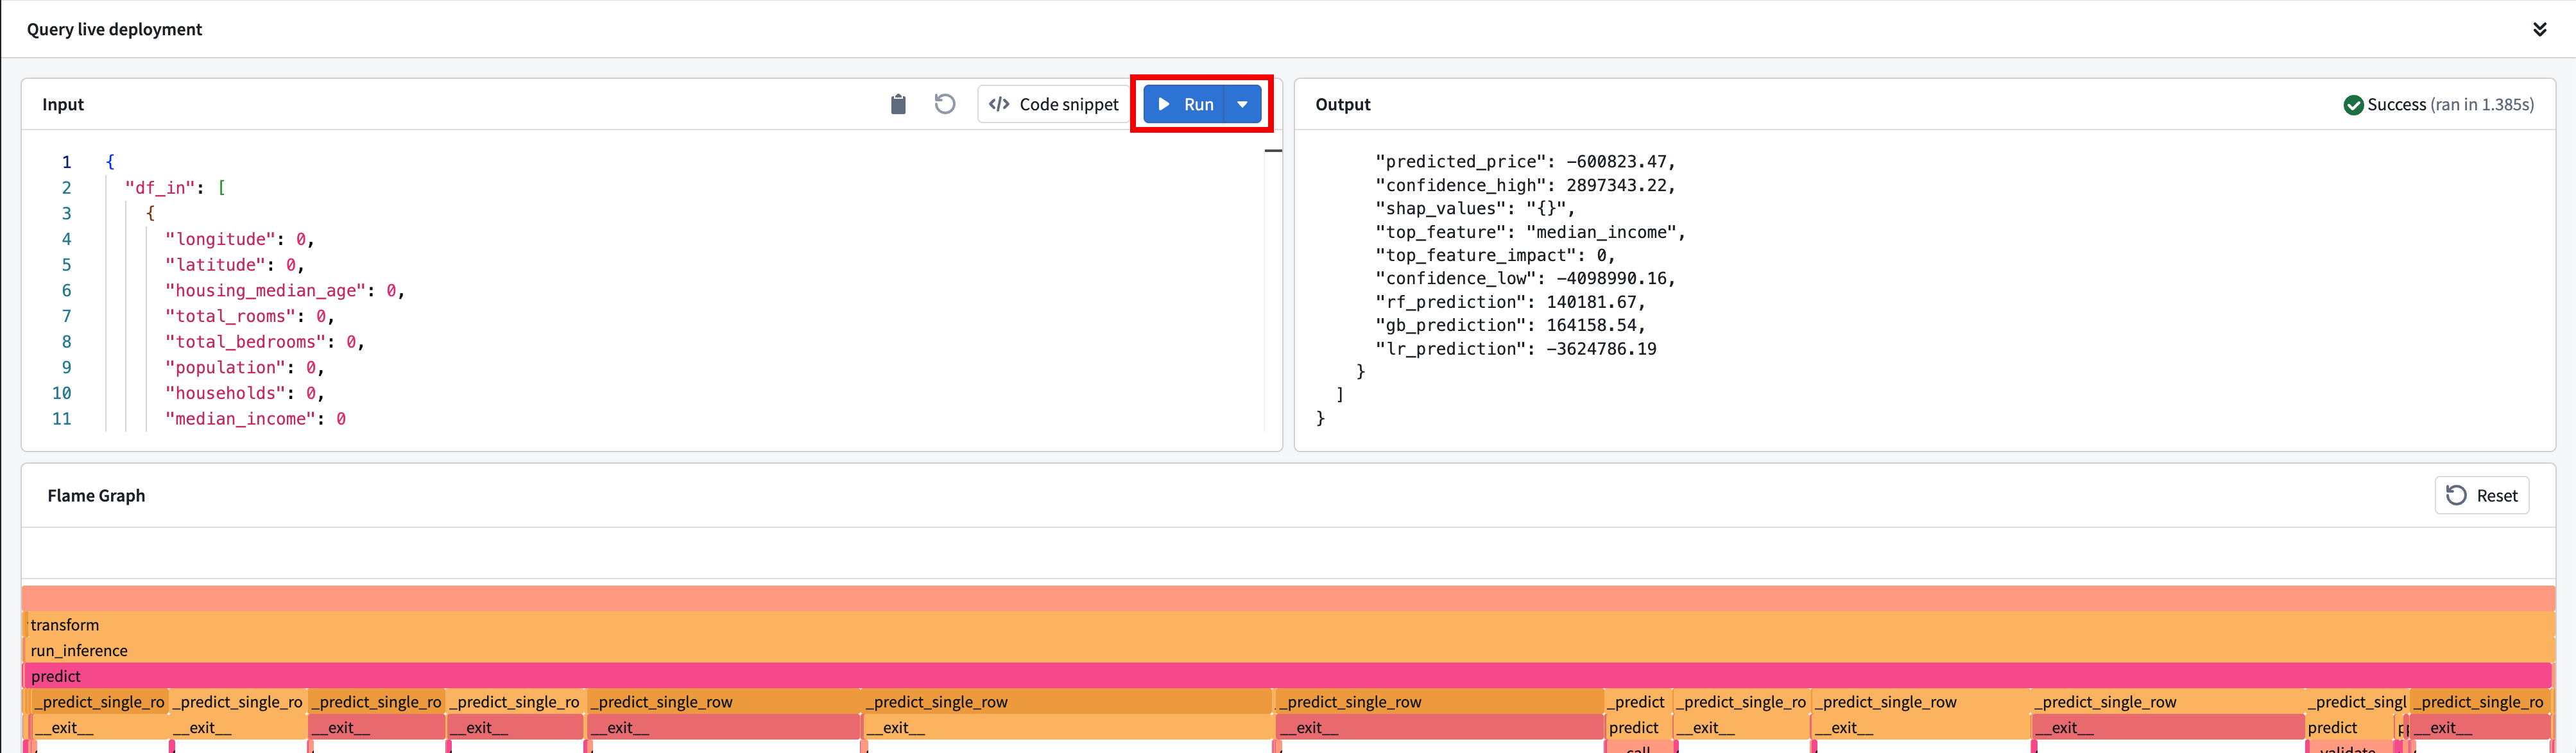 Query live deployment
Input
Code snippet
Run
1 {
2 "df_in": [
3 {
4 "longitude": 0,
5 "latitude": 0,
6 "housing_median_age": 0,
7 "total_rooms": 0,
8 "total_bedrooms": 0,
9 "population": 0,
10 "households": 0,
11 "median_income": 0
Output
Success (ran in 1.385s)
"predicted_price": -600823.47,
"confidence_high": 2897343.22,
"shap_values": "{}",
"top_feature": "median_income",
"top_feature_impact": 0,
"confidence_low": -4098990.16,
"rf_prediction": 140181.67,
"gb_prediction": 164158.54,
"lr_prediction": -3624786.19
}
]
}
Flame Graph
Reset
transform
run_inference
predict
_predict_single_ro _predict_single_ro _predict_single_ro _predict_single_ro _predict_single_row _predict_single_row _predict_single_row _predict _predict_single_ro _predict_single_row _predict_single_row _predict_singl _predict_single_ro
__exit__ __exit__ __exit__ __exit__ __exit__ __exit__ __exit__ predict __exit__ __exit__ __exit__ predict __exit__